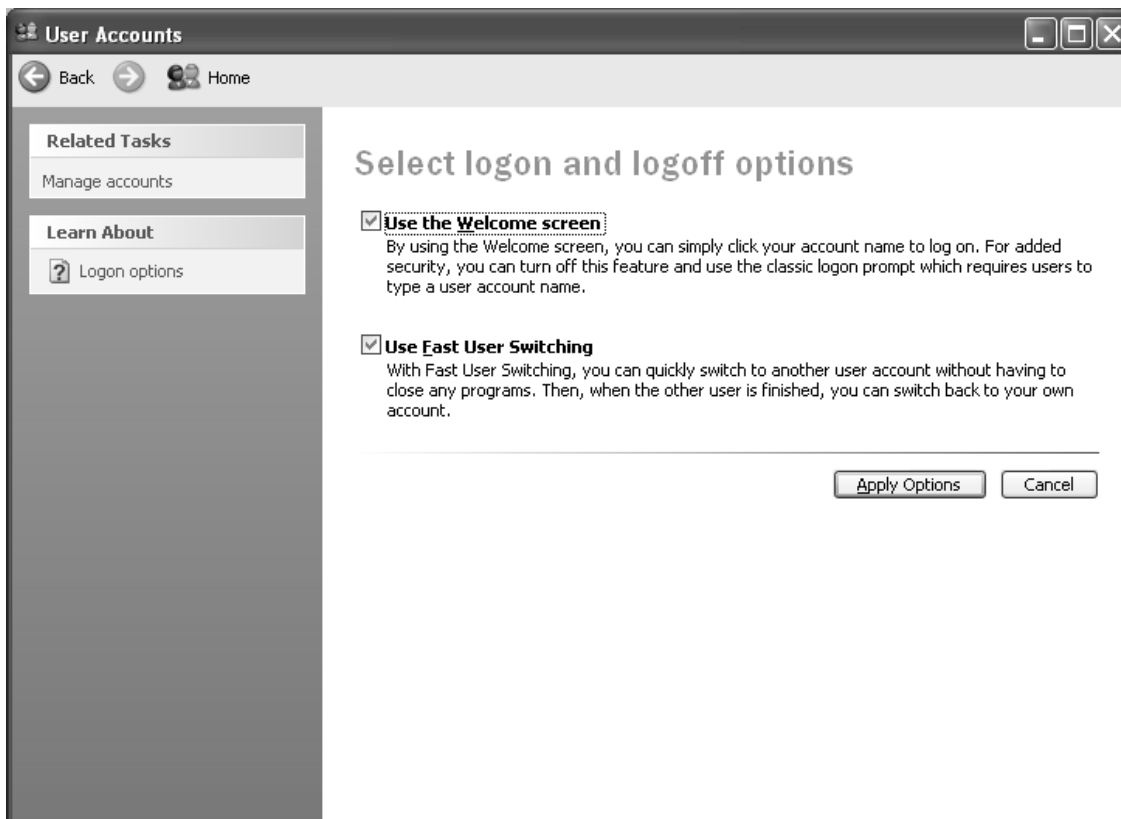 User Accounts
Back Home
Related Tasks
Manage accounts
Learn About
Logon options
Select logon and logoff options
Use the Welcome screen
By using the Welcome screen, you can simply click your account name to log on. For added
security, you can turn off this feature and use the classic logon prompt which requires users to
type a user account name.
Use Fast User Switching
With Fast User Switching, you can quickly switch to another user account without having to
close any programs. Then, when the other user is finished, you can switch back to your own
account.
Apply Options Cancel